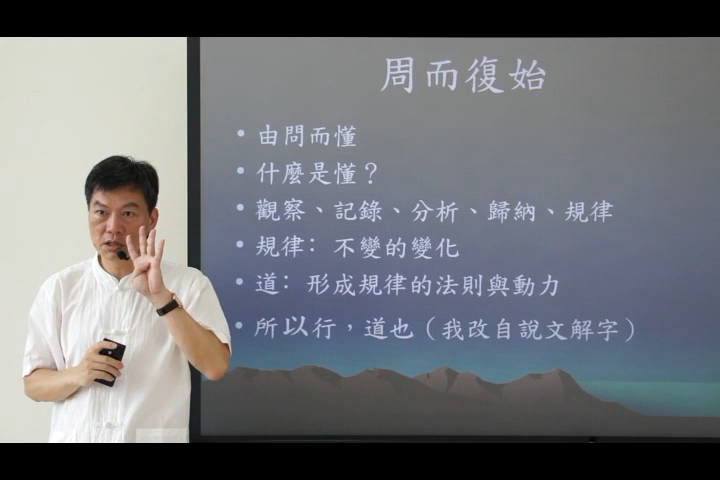 周而復始
• 由問而懂
• 什麼是懂？
• 觀察、記錄、分析、歸納、規律
• 規律：不變的變化
• 道：形成規律的法則與動力
• 所以行，道也（我改自說文解字）